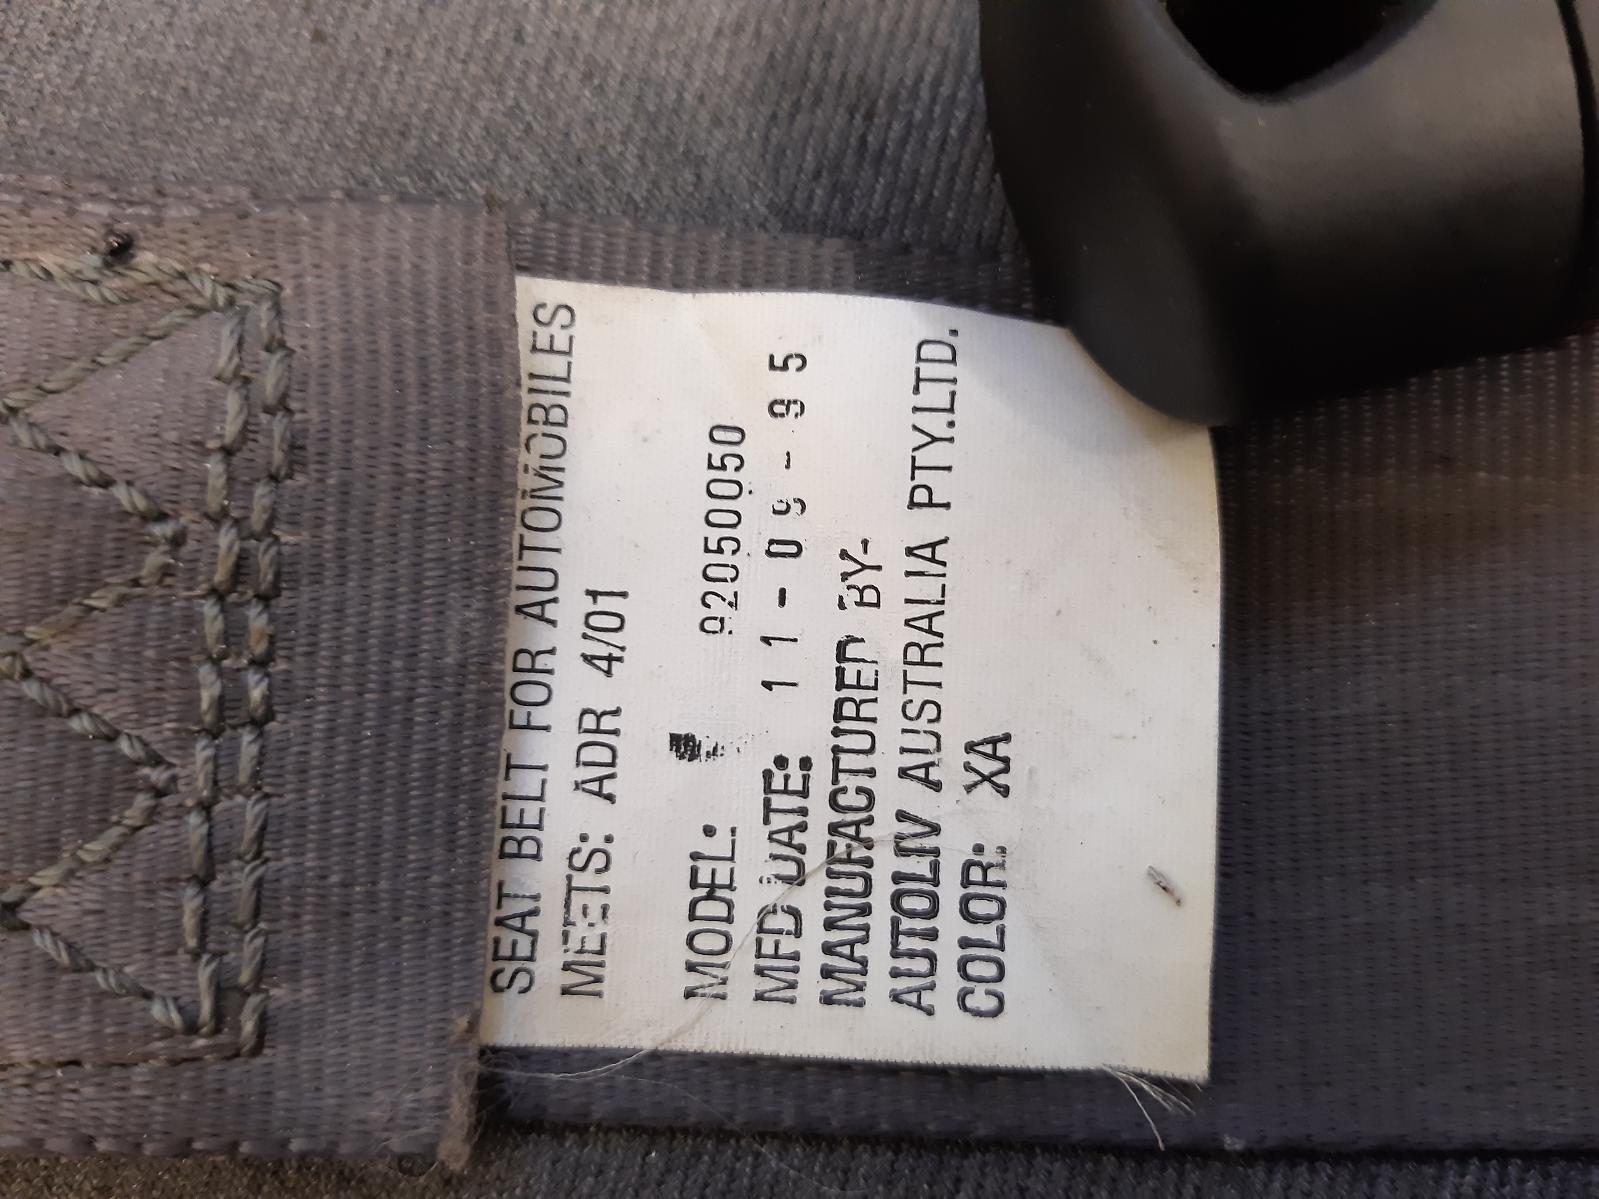 SEAT BELT FOR AUTOMOBILES
MEETS: ADR 4/01
MODEL: 92050050
MFD DATE: 11-09-95
MANUFACTURED BY-
AUTOLIV AUSTRALIA PTY.LTD.
COLOR: XA